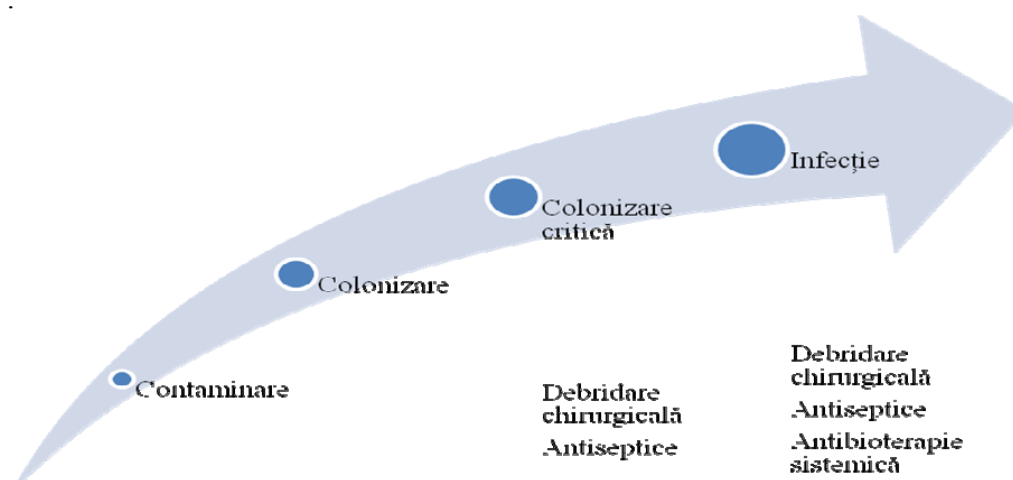 Infecție
Colonizare
critică
Colonizare
Contaminare
Debridare
chirurgicală
Antiseptice
Debridare
chirurgicală
Antiseptice
Antibioterapie
sistemică